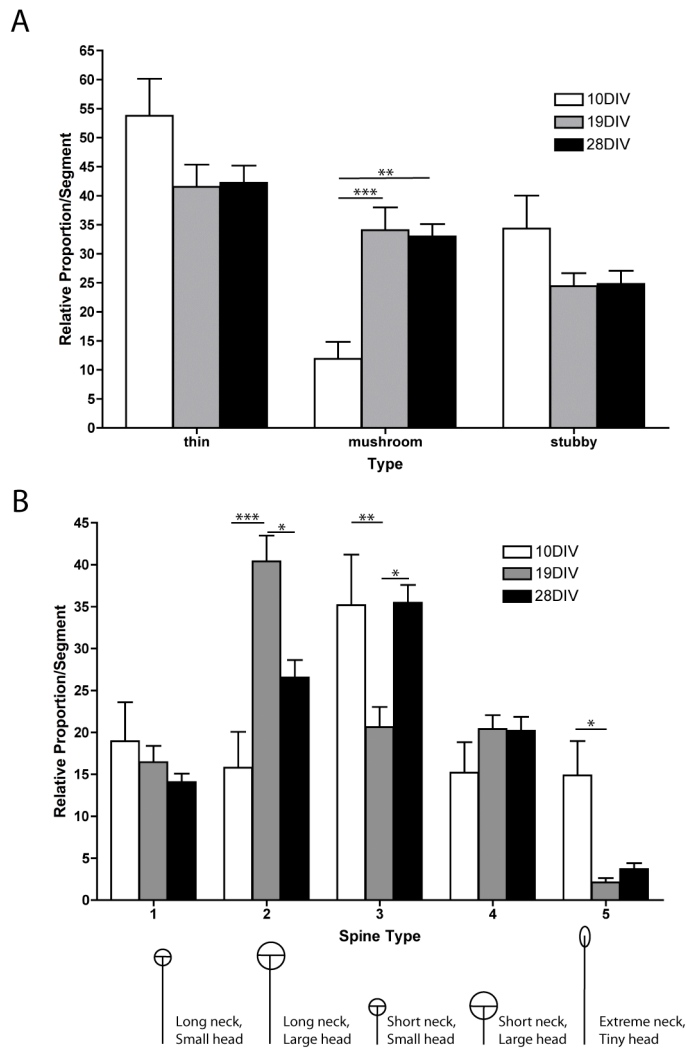 A
Relative Proportion/Segment
65
60
55
50
45
40
35
30
25
20
15
10
5
0
10DIV
19DIV
28DIV
**
***
thin mushroom stubby
Type
B
Relative Proportion/Segment
45
40
35
30
25
20
15
10
5
0
*** * ** * *
10DIV
19DIV
28DIV
1 2 3 4 5
Spine Type
Long neck, Small head
Long neck, Large head
Short neck, Small head
Short neck, Large head
Extreme neck, Tiny head